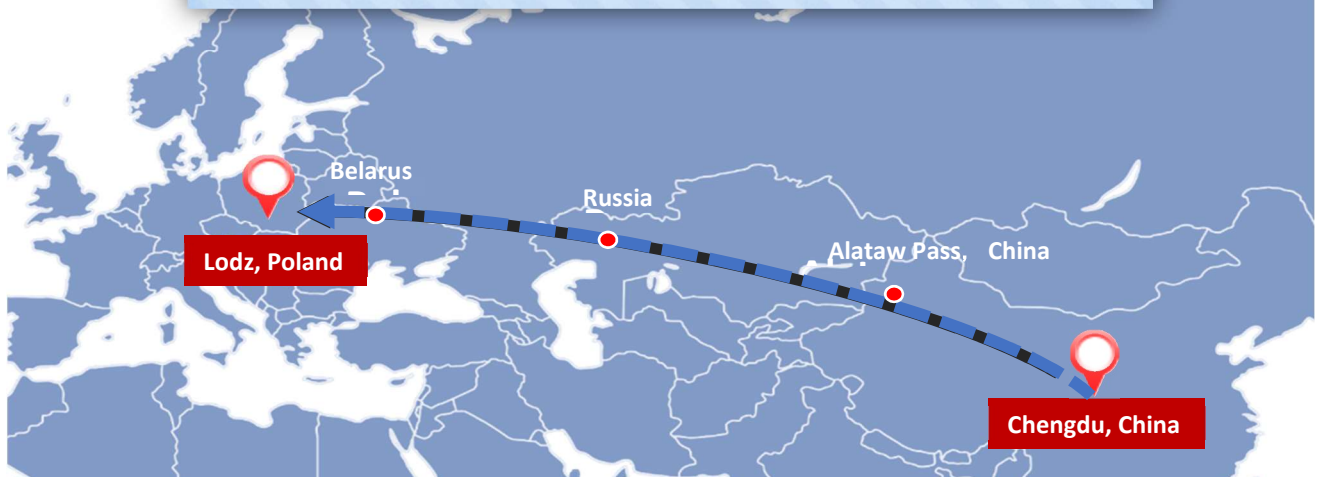 Belarus
Russia
Alataw Pass, China
Lodz, Poland
Chengdu, China